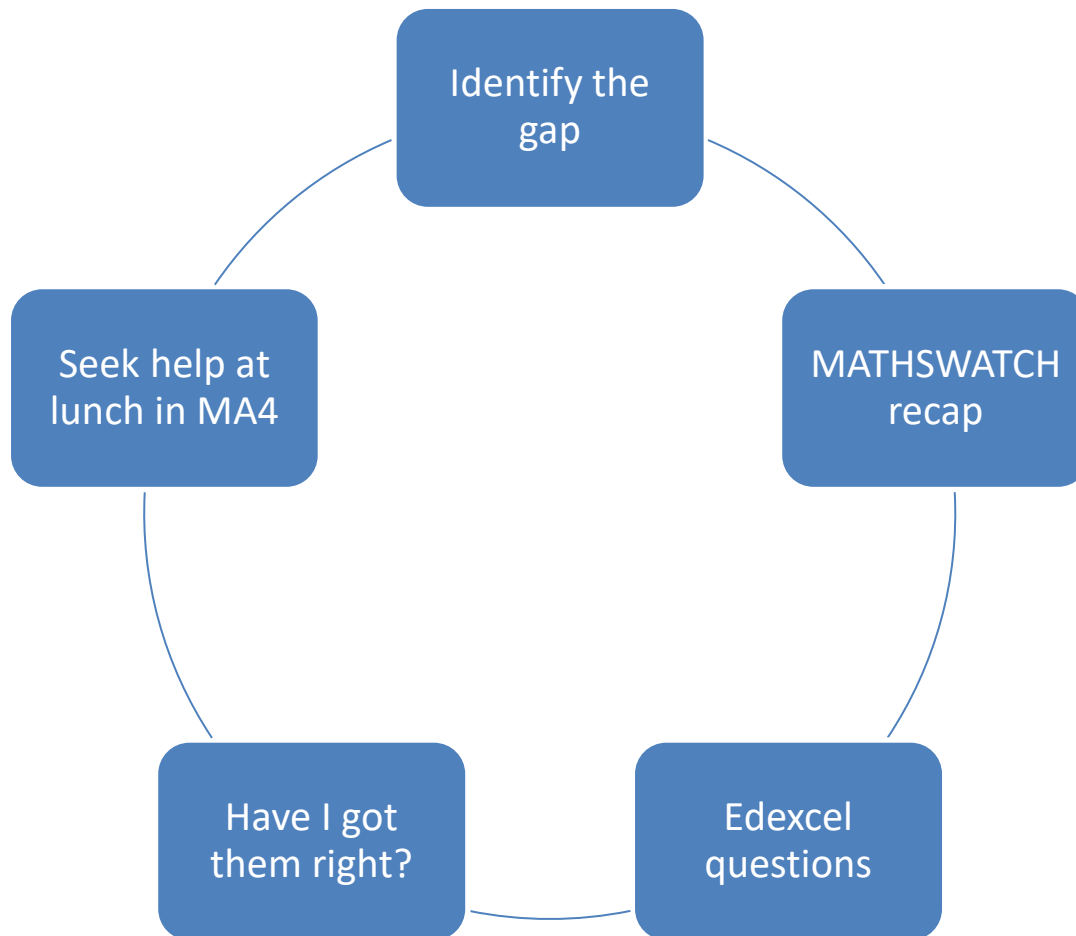 Identify the
gap
MATHSWATCH
recap
Edexcel
questions
Have I got
them right?
Seek help at
lunch in MA4